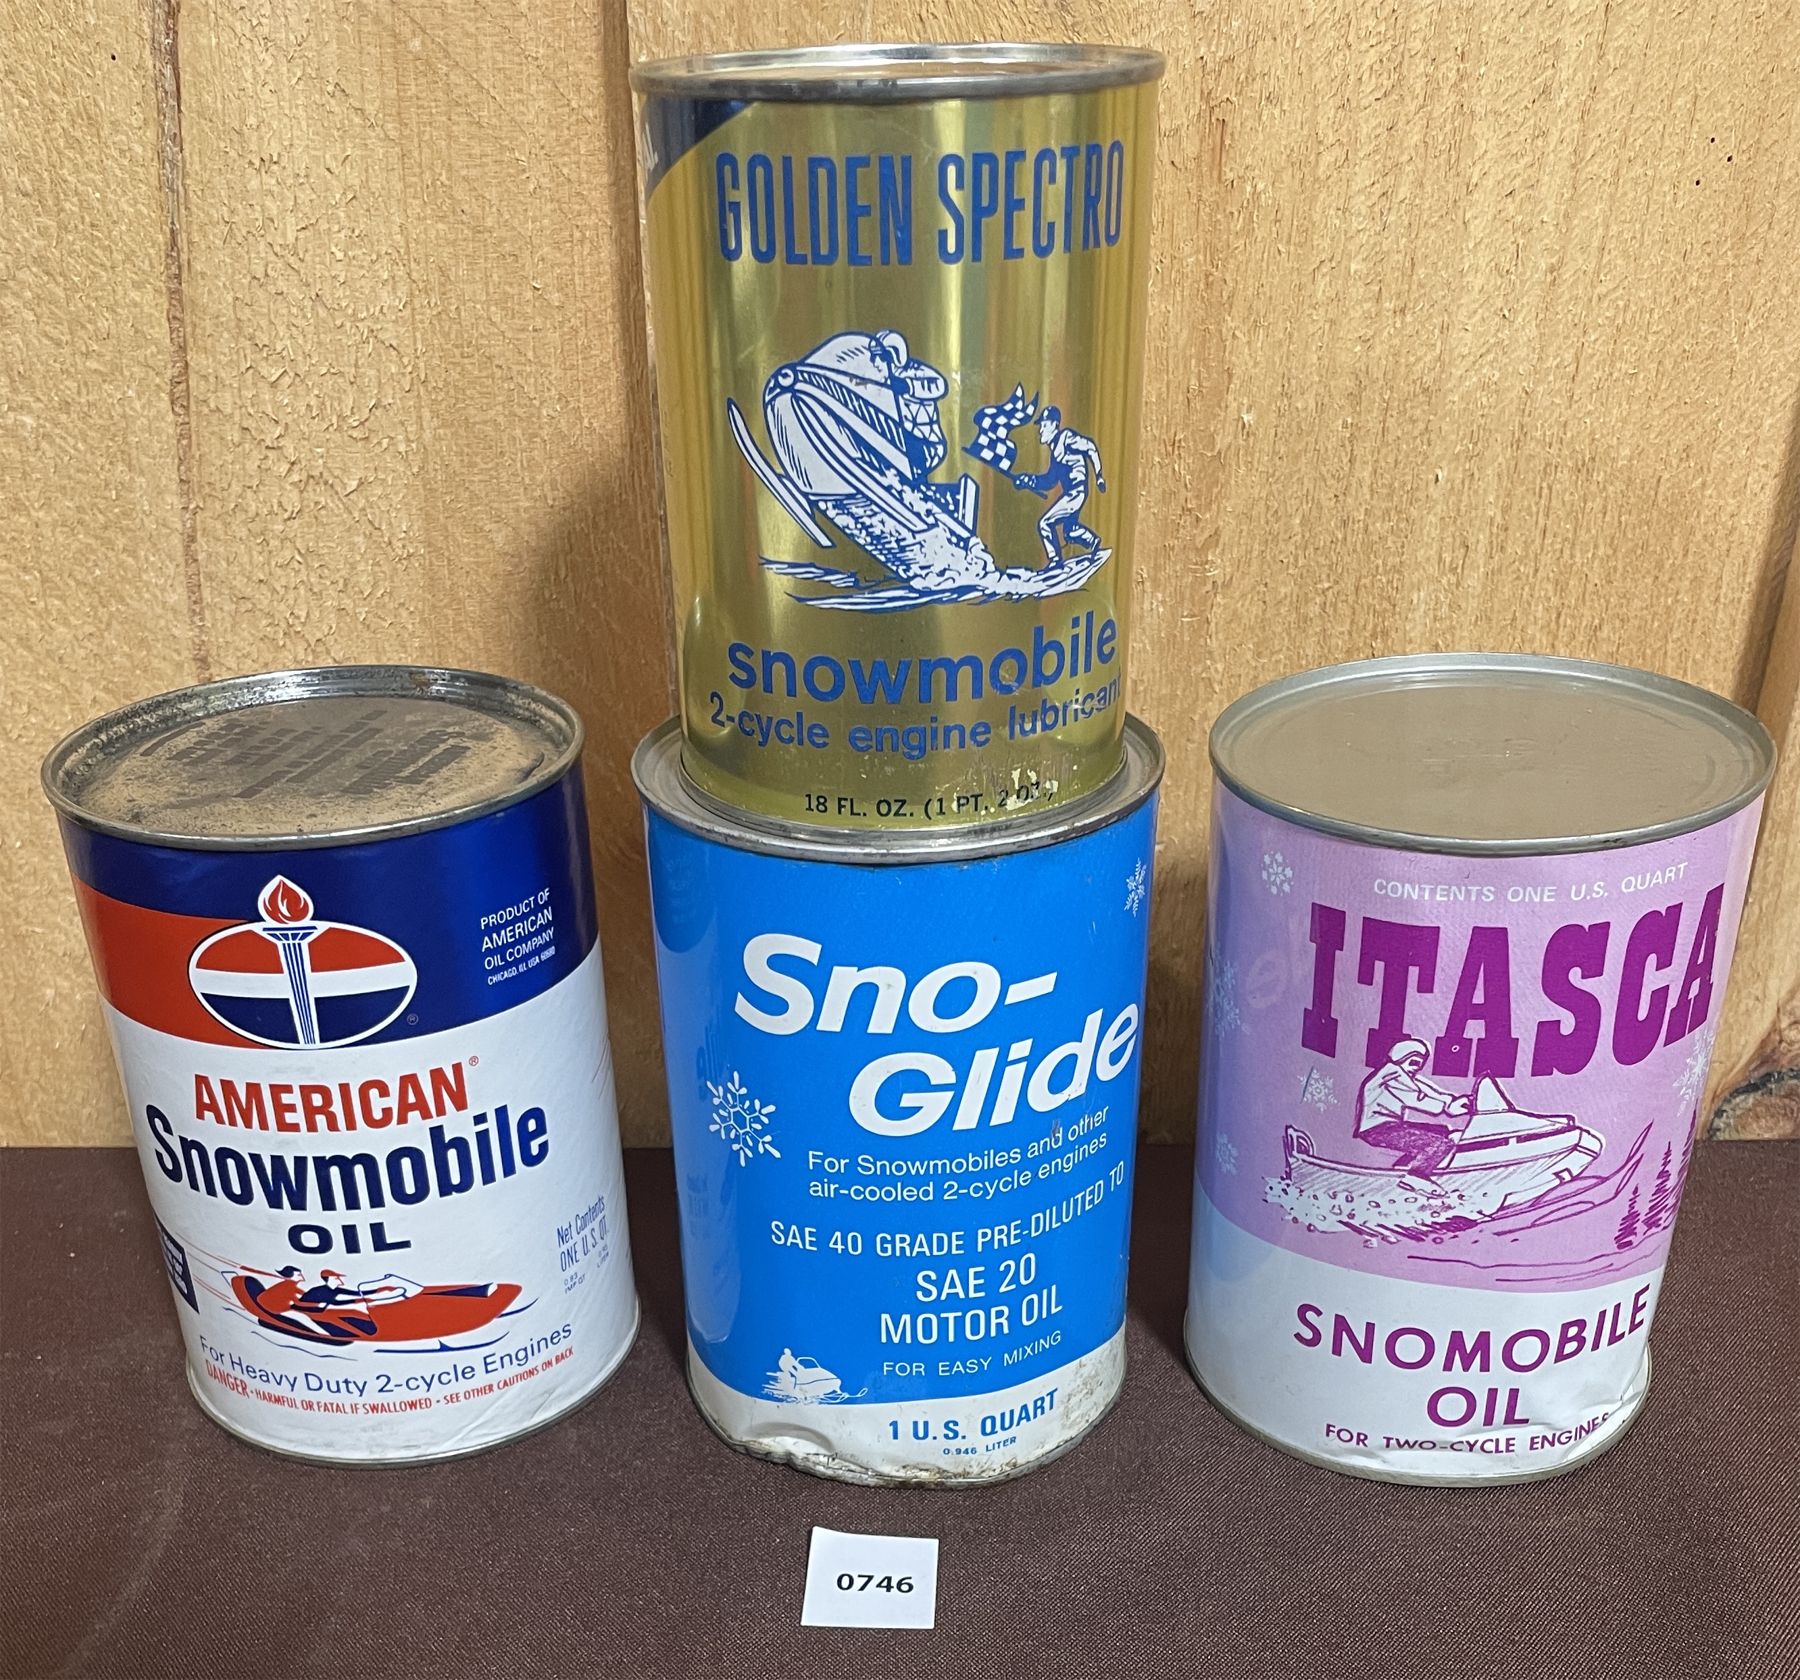 GOLDEN SPECTRO
snowmobile
2-cycle engine lubricant
18 FL. OZ. (1 PT. 2 OZ.)
PRODUCT OF
AMERICAN
OIL COMPANY
CHICAGO, ILL USA 60680
®
AMERICAN®
Snowmobile
OIL
Net Contents
ONE U.S. QT.
For Heavy Duty 2-cycle Engines
DANGER - HARMFUL OR FATAL IF SWALLOWED - SEE OTHER CAUTIONS ON BACK
Sno-
Glide
For Snowmobiles and other
air-cooled 2-cycle engines
SAE 40 GRADE PRE-DILUTED TO
SAE 20
MOTOR OIL
FOR EASY MIXING
1 U.S. QUART
0.946 LITER
CONTENTS ONE U.S. QUART
ITASCA
SNOMOBILE
OIL
FOR TWO-CYCLE ENGINES
0746